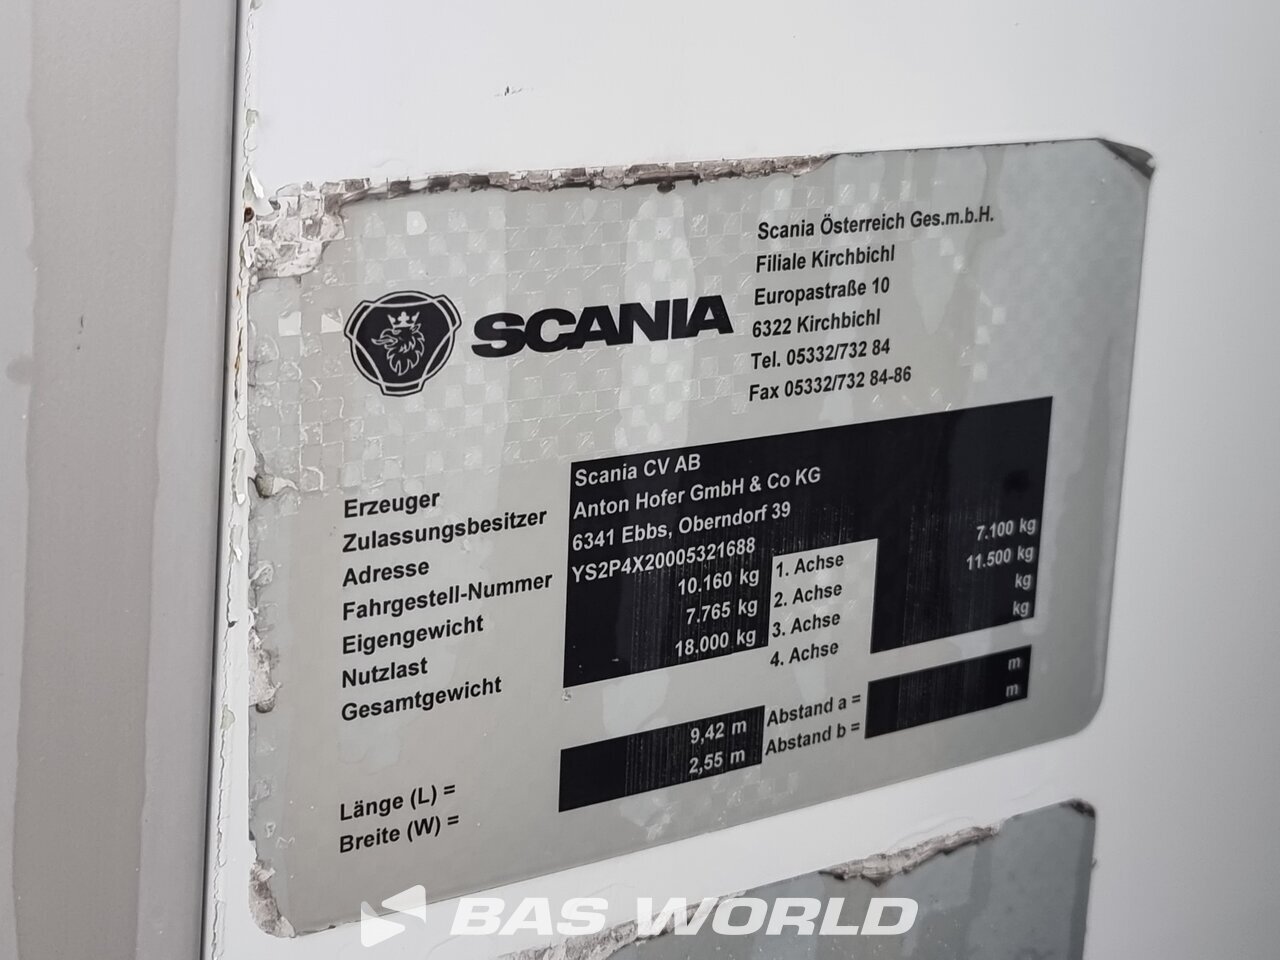 SCANIA
Scania Österreich Ges.m.b.H.
Filiale Kirchbichl
Europastraße 10
6322 Kirchbichl
Tel. 05332/732 84
Fax 05332/732 84-86
Erzeuger Scania CV AB
Zulassungsbesitzer Anton Hofer GmbH & Co KG
Adresse 6341 Ebbs, Oberndorf 39
Fahrgestell-Nummer YS2P4X20005321688
Eigengewicht 10.160 kg 1. Achse 7.100 kg
Nutzlast 7.765 kg 2. Achse 11.500 kg
Gesamtgewicht 18.000 kg 3. Achse kg
4. Achse kg
Länge (L) = 9,42 m Abstand a = m
Breite (W) = 2,55 m Abstand b = m
BAS WORLD